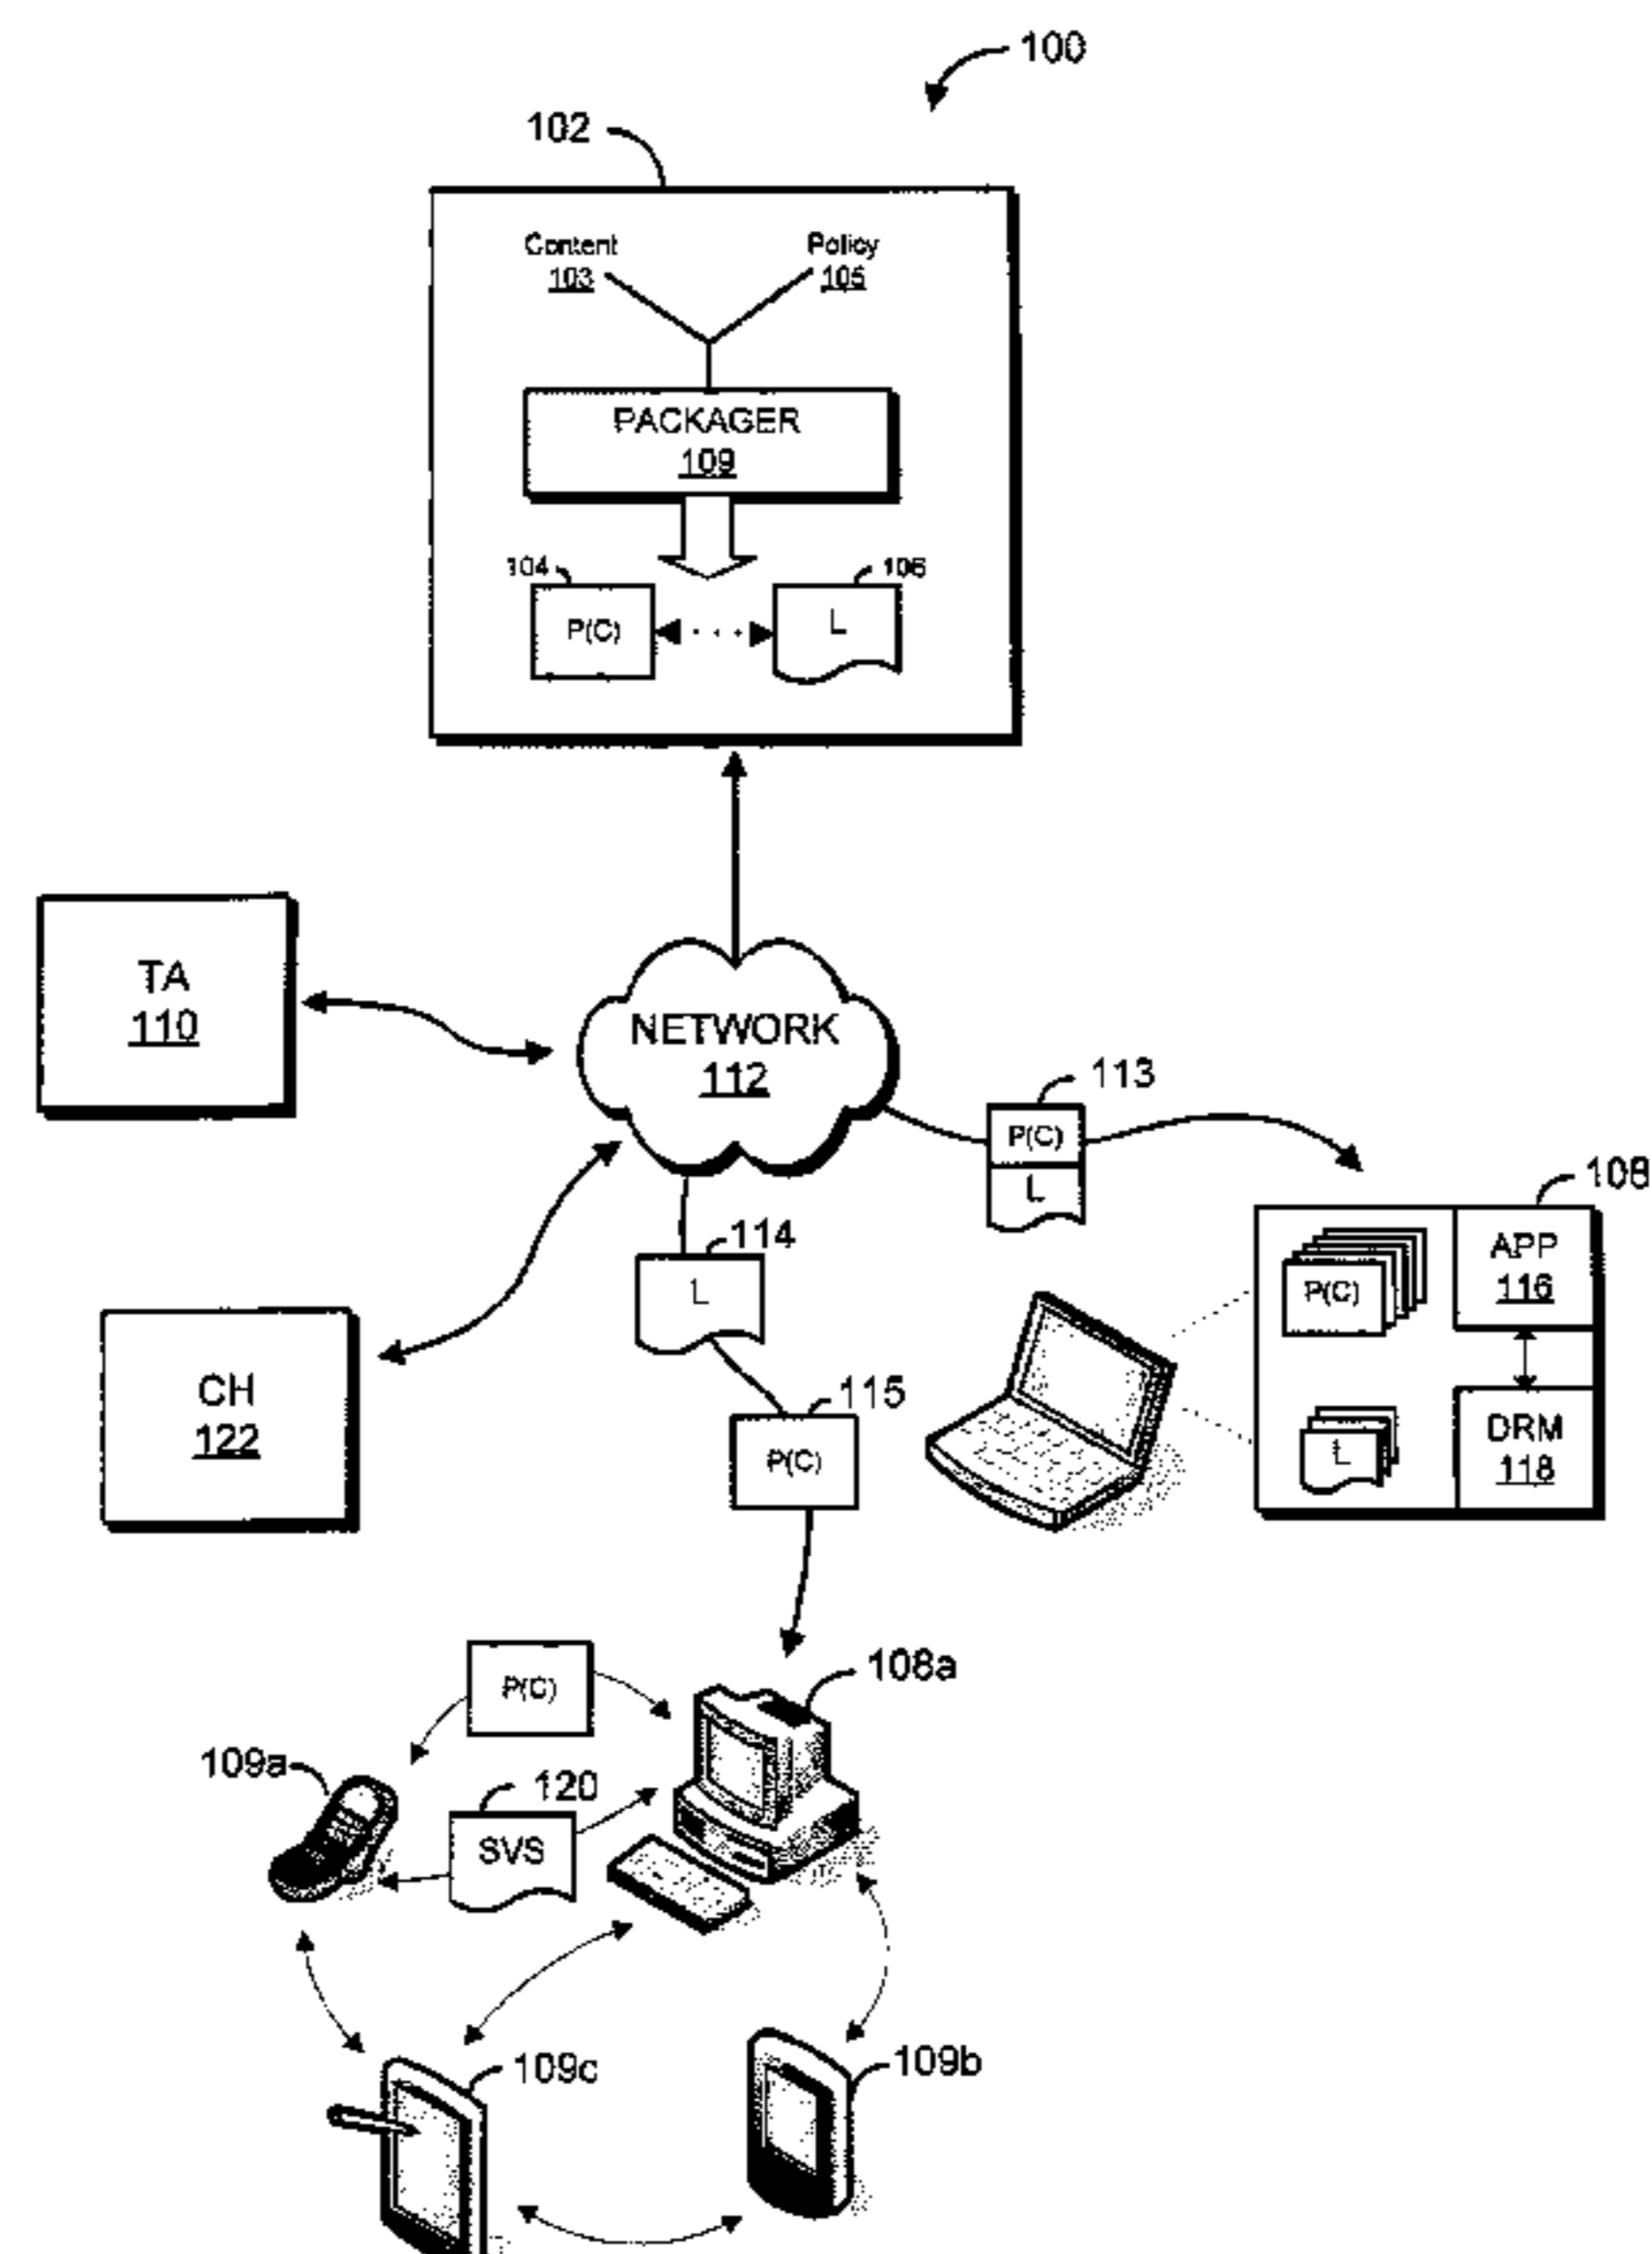 100
102
Content
103
Policy
105
PACKAGER
109
104
106
P(C)
L
TA
110
NETWORK
112
113
P(C)
L
108
114
L
APP
116
P(C)
CH
122
115
P(C)
DRM
118
L
P(C)
108a
109a
120
SVS
109c
109b